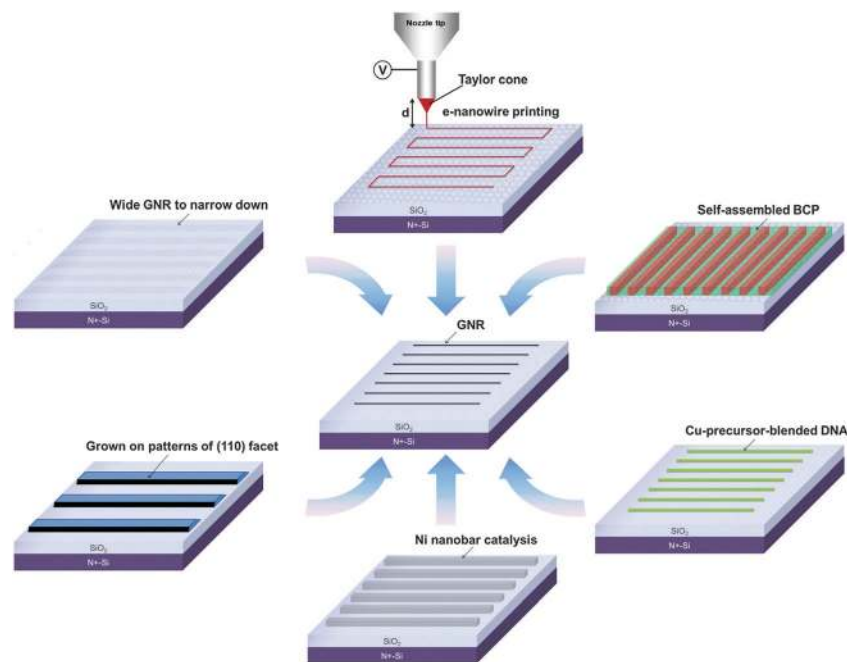 Nozzle tip
V
Taylor cone
d
e-nanowire printing
SiO₂
N+-Si
Wide GNR to narrow down
SiO₂
N+-Si
Self-assembled BCP
SiO₂
N+-Si
GNR
SiO₂
N+-Si
Grown on patterns of (110) facet
SiO₂
N+-Si
Cu-precursor-blended DNA
SiO₂
N+-Si
Ni nanobar catalysis
SiO₂
N+-Si